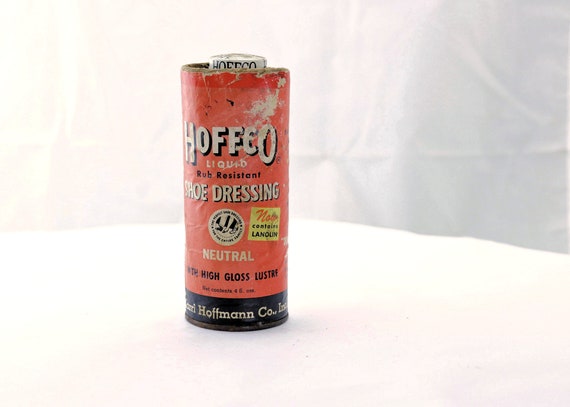 HOFFCO
HOFFCO
LIQUID
Rub Resistant
SHOE DRESSING
Now
contains
LANOLIN
NEUTRAL
WITH HIGH GLOSS LUSTRE
Net contents 4 fl. ozs.
Carl Hoffmann Co., Inc.